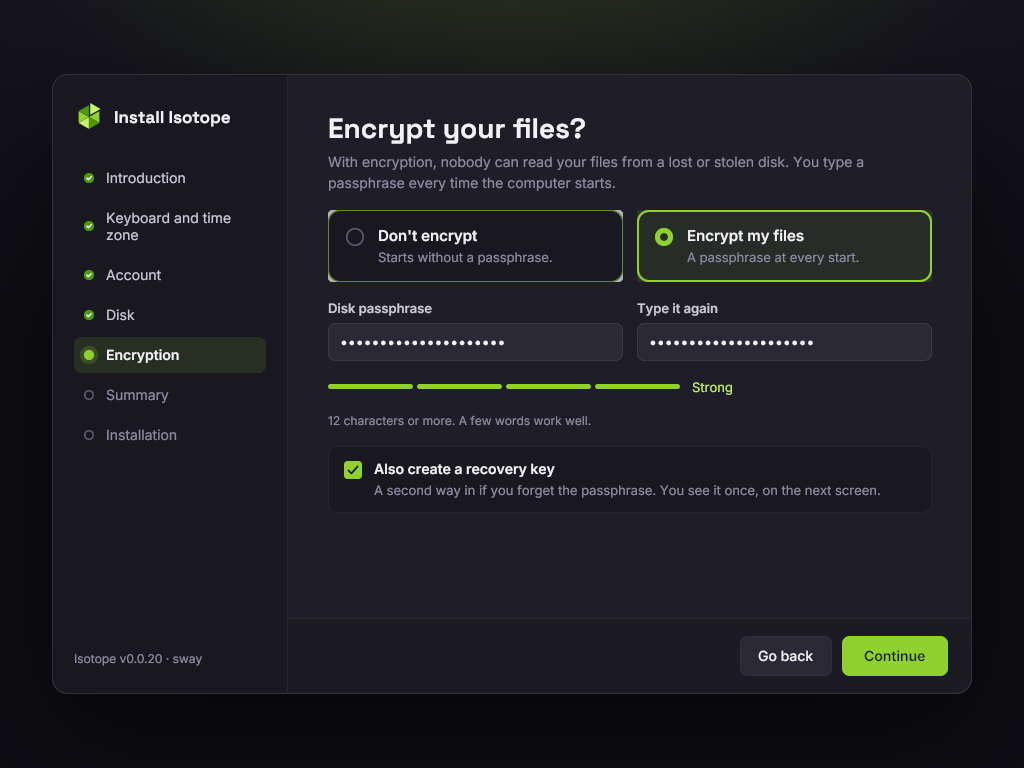 Install Isotope
Introduction
Keyboard and time
zone
Account
Disk
Encryption
Summary
Installation
Isotope v0.0.20 · sway
Encrypt your files?
With encryption, nobody can read your files from a lost or stolen disk. You type a
passphrase every time the computer starts.
Don't encrypt
Starts without a passphrase.
Encrypt my files
A passphrase at every start.
Disk passphrase
Type it again
•••••••••••••••••••••
•••••••••••••••••••••
Strong
12 characters or more. A few words work well.
Also create a recovery key
A second way in if you forget the passphrase. You see it once, on the next screen.
Go back
Continue